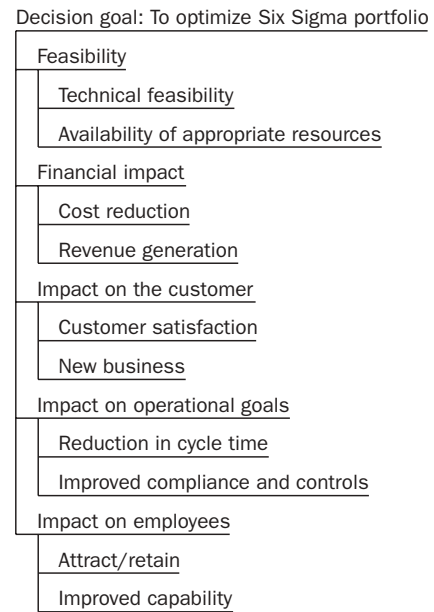 Decision goal: To optimize Six Sigma portfolio
Feasibility
Technical feasibility
Availability of appropriate resources
Financial impact
Cost reduction
Revenue generation
Impact on the customer
Customer satisfaction
New business
Impact on operational goals
Reduction in cycle time
Improved compliance and controls
Impact on employees
Attract/retain
Improved capability